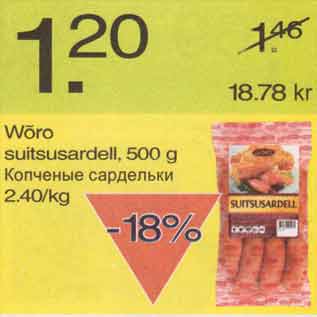 1.20
1.46
18.78 kr
Wõro
suitsusardell, 500 g
Копченые сардельки
2.40/kg
-18%
SUITSUSARDELL